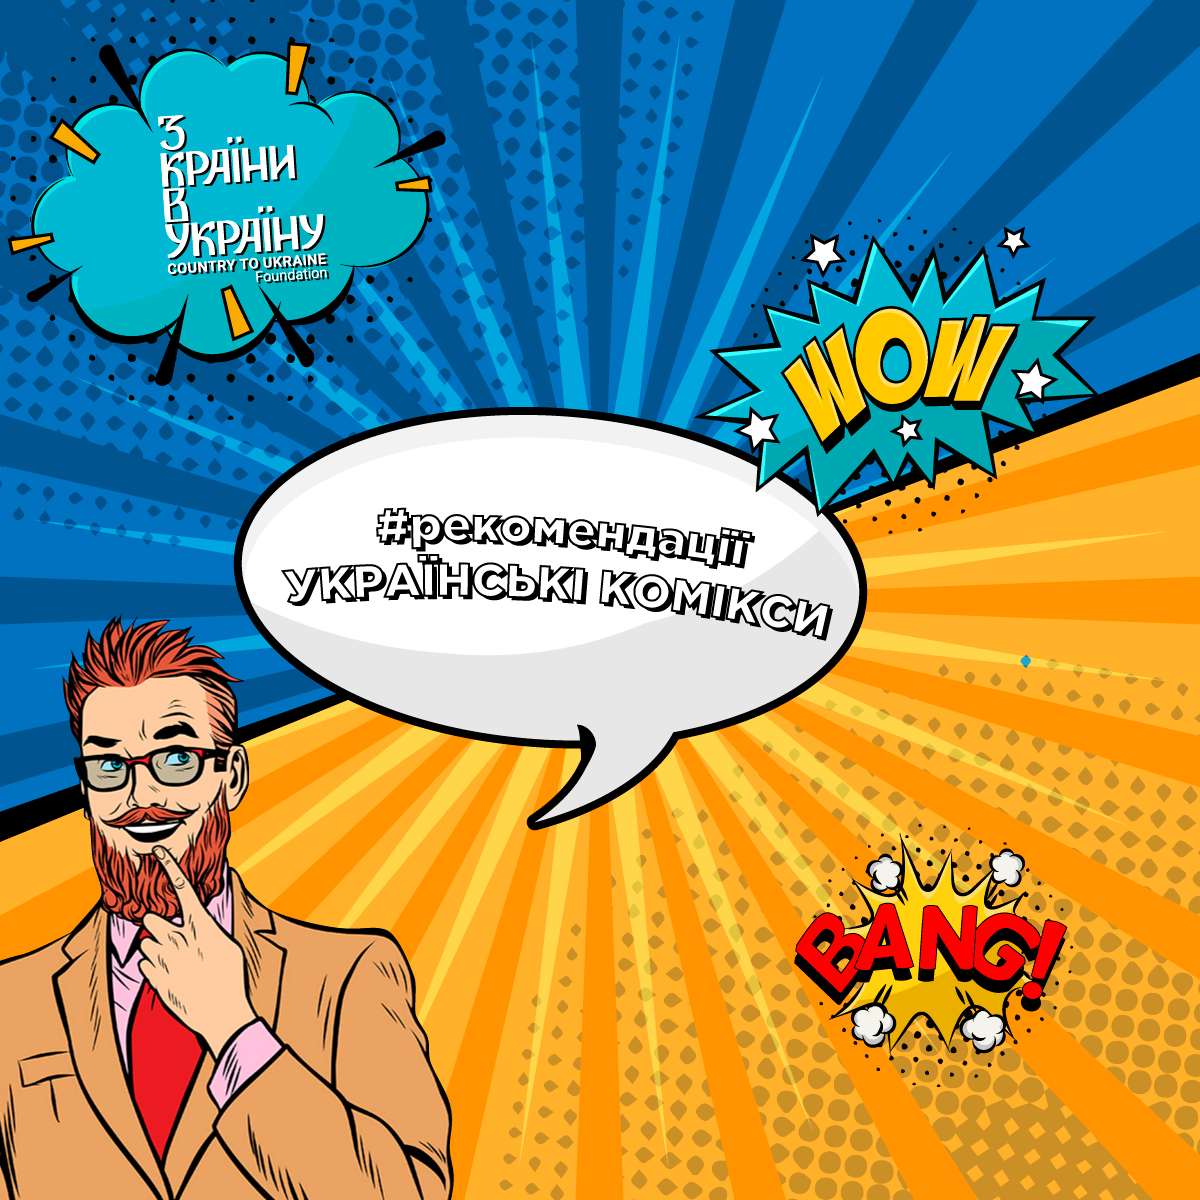 З
КРАЇНИ
В
УКРАЇНУ
COUNTRY TO UKRAINE
Foundation
WOW
#рекомендації
УКРАЇНСЬКІ КОМІКСИ
BANG!